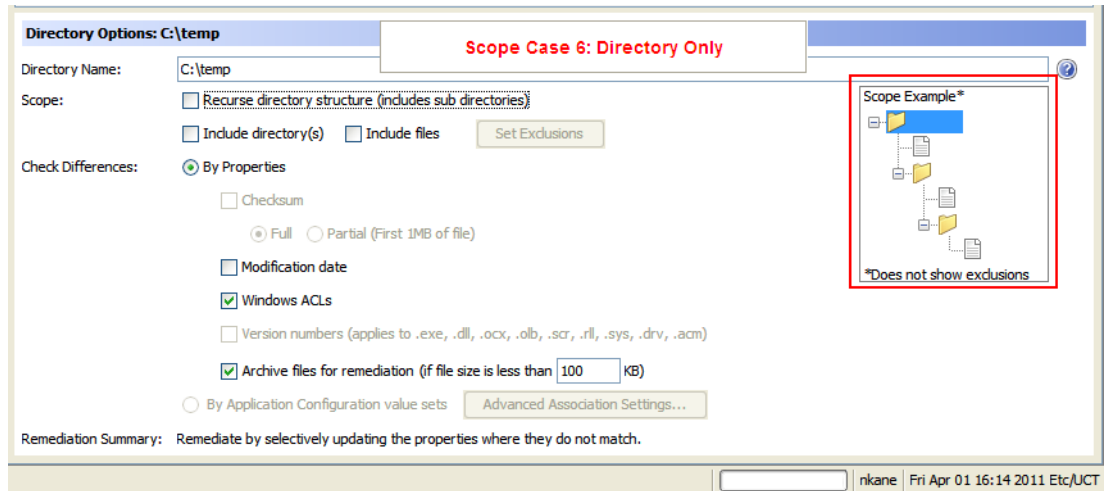 Directory Options: C:\temp
Scope Case 6: Directory Only
Directory Name: C:\temp
Scope: Recurse directory structure (includes sub directories)
Include directory(s) Include files Set Exclusions
Scope Example*
*Does not show exclusions
Check Differences: By Properties
Checksum
Full Partial (First 1MB of file)
Modification date
Windows ACLs
Version numbers (applies to .exe, .dll, .ocx, .olb, .scr, .rll, .sys, .drv, .acm)
Archive files for remediation (if file size is less than 100 KB)
By Application Configuration value sets Advanced Association Settings...
Remediation Summary: Remediate by selectively updating the properties where they do not match.
nkane Fri Apr 01 16:14 2011 Etc/UCT